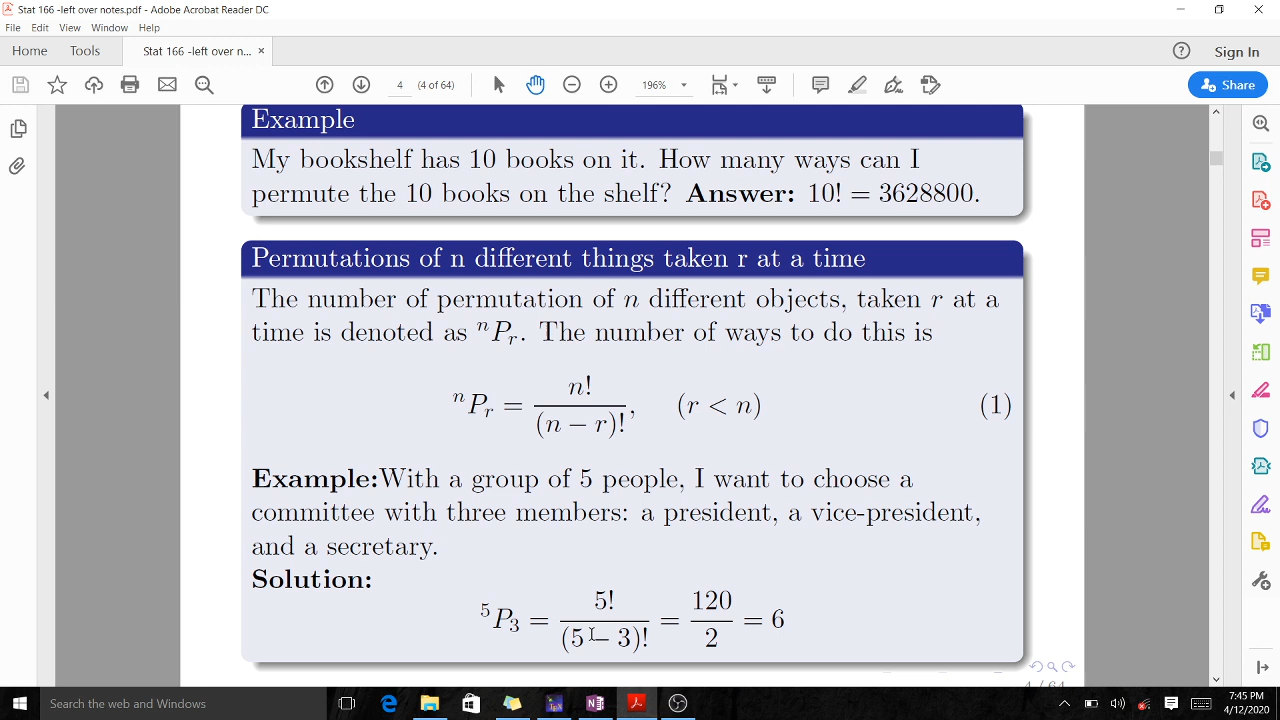 Stat 166 -left over notes.pdf - Adobe Acrobat Reader DC
File Edit View Window Help
Home Tools Stat 166 -left over n... × Sign In
4 (4 of 64) 196% Share
Example
My bookshelf has 10 books on it. How many ways can I
permute the 10 books on the shelf? Answer: 10! = 3628800.
Permutations of n different things taken r at a time
The number of permutation of n different objects, taken r at a
time is denoted as ⁿPᵣ. The number of ways to do this is
ⁿPᵣ = n! / (n − r)!, (r < n) (1)
Example:With a group of 5 people, I want to choose a
committee with three members: a president, a vice-president,
and a secretary.
Solution:
⁵P₃ = 5! / (5 − 3)! = 120 / 2 = 6
4 / 64
Search the web and Windows
7:45 PM
4/12/2020